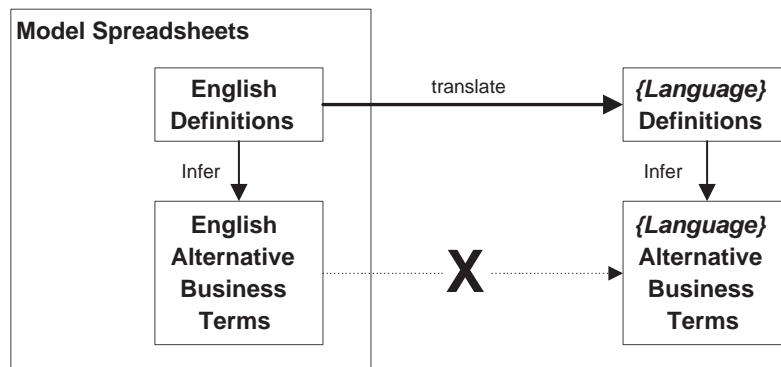 Model Spreadsheets
English
Definitions
translate
{Language}
Definitions
Infer
Infer
English
Alternative
Business
Terms
X
{Language}
Alternative
Business
Terms